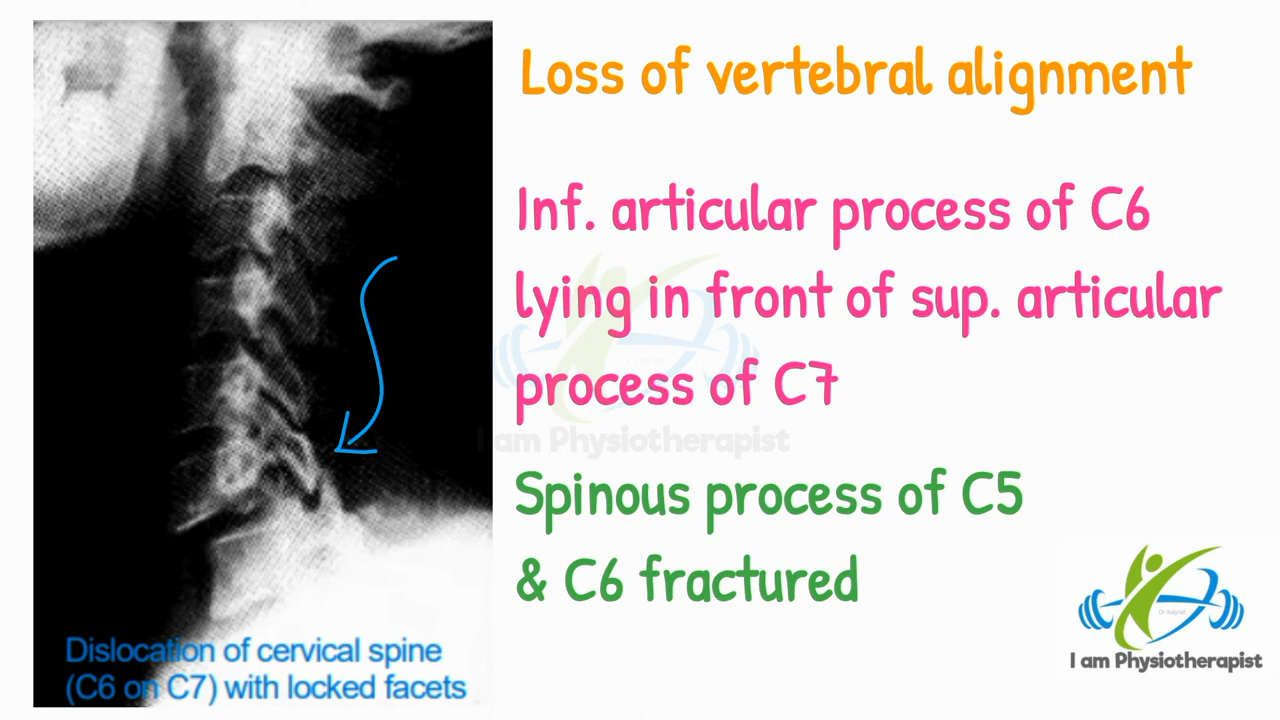 Loss of vertebral alignment
Inf. articular process of C6
lying in front of sup. articular
process of C7
I am Physiotherapist
Spinous process of C5
& C6 fractured
Dislocation of cervical spine
(C6 on C7) with locked facets
I am Physiotherapist